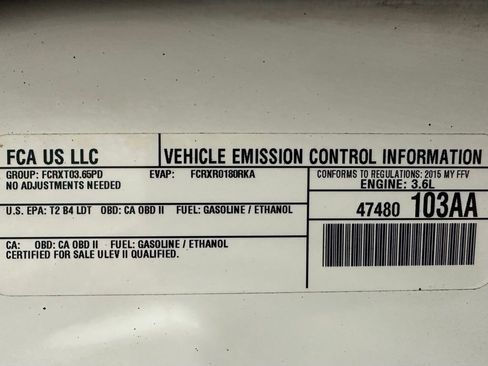 FCA US LLC
VEHICLE EMISSION CONTROL INFORMATION
GROUP: FCRXT03.65PD EVAP: FCRXR0180RKA
NO ADJUSTMENTS NEEDED
CONFORMS TO REGULATIONS: 2015 MY FFV
ENGINE: 3.6L
U.S. EPA: T2 B4 LDT OBD: CA OBD II FUEL: GASOLINE / ETHANOL
47480 103AA
CA: OBD: CA OBD II FUEL: GASOLINE / ETHANOL
CERTIFIED FOR SALE ULEV II QUALIFIED.